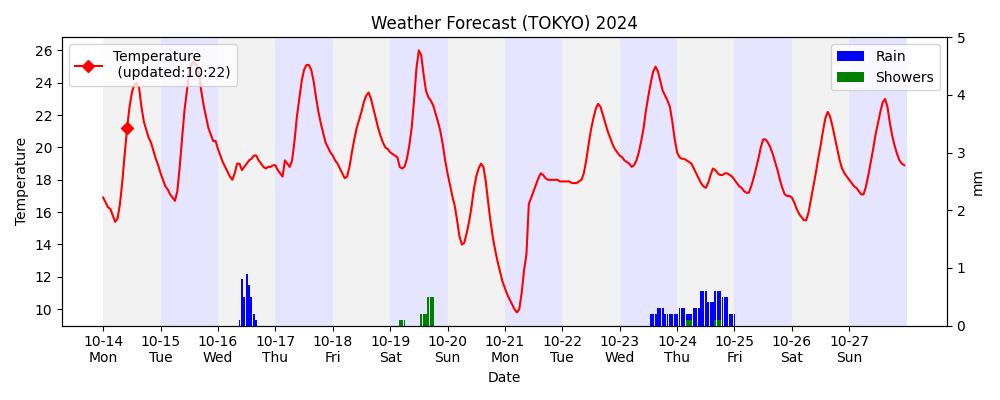 Weather Forecast (TOKYO) 2024
Temperature
(updated:10:22)
Rain
Showers
Temperature
26
24
22
20
18
16
14
12
10
5
4
3
2
1
0
mm
10-14 10-15 10-16 10-17 10-18 10-19 10-20 10-21 10-22 10-23 10-24 10-25 10-26 10-27
Mon Tue Wed Thu Fri Sat Sun Mon Tue Wed Thu Fri Sat Sun
Date